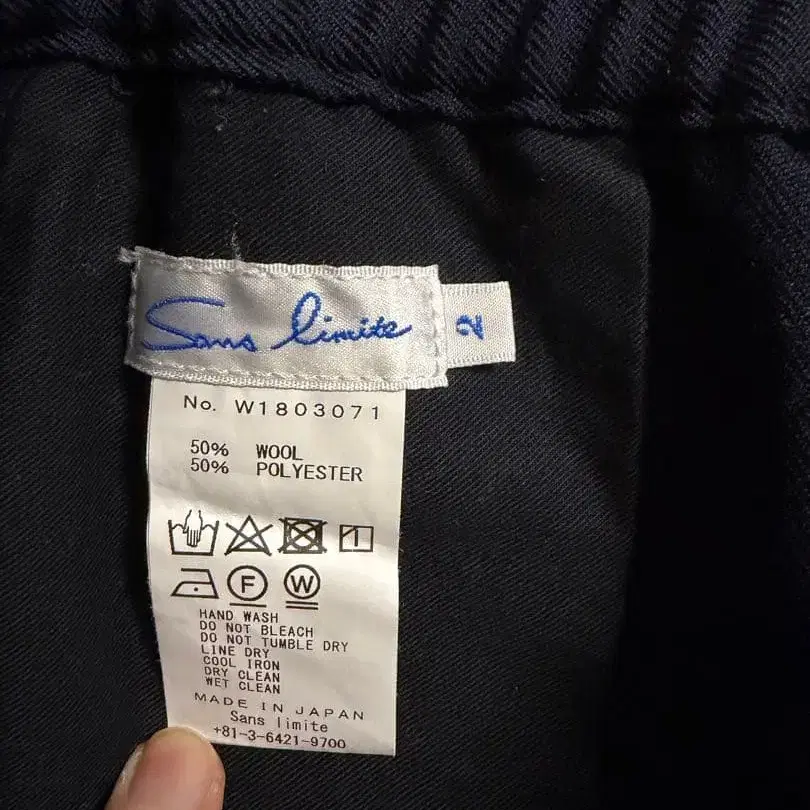 Sans limite
2
No. W1803071
50% WOOL
50% POLYESTER
F W
HAND WASH
DO NOT BLEACH
DO NOT TUMBLE DRY
LINE DRY
COOL IRON
DRY CLEAN
WET CLEAN
MADE IN JAPAN
Sans limite
+81-3-6421-9700